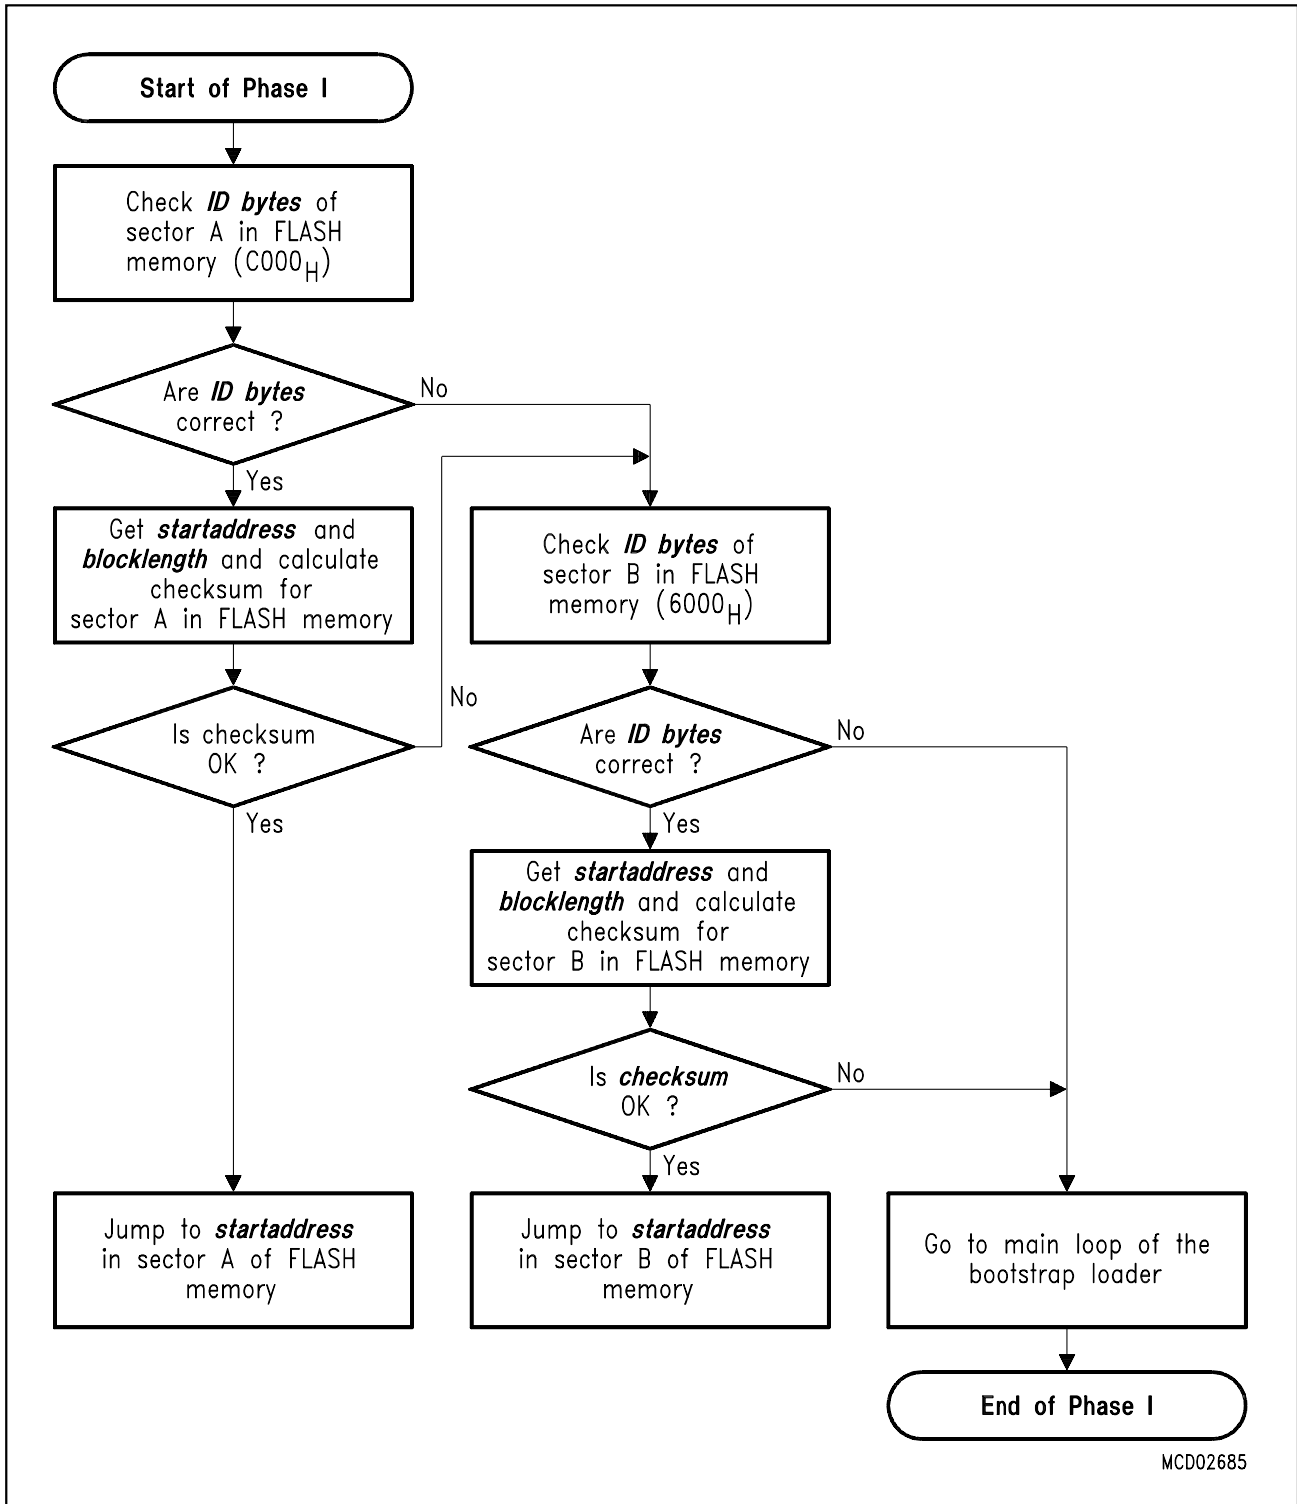 Start of Phase I
Check ID bytes of
sector A in FLASH
memory (C000H)
Are ID bytes
correct ?
No
Yes
Get startaddress and
blocklength and calculate
checksum for
sector A in FLASH memory
Is checksum
OK ?
No
Yes
Check ID bytes of
sector B in FLASH
memory (6000H)
Are ID bytes
correct ?
No
Yes
Get startaddress and
blocklength and calculate
checksum for
sector B in FLASH memory
Is checksum
OK ?
No
Yes
Jump to startaddress
in sector A of FLASH
memory
Jump to startaddress
in sector B of FLASH
memory
Go to main loop of the
bootstrap loader
End of Phase I
MCD02685